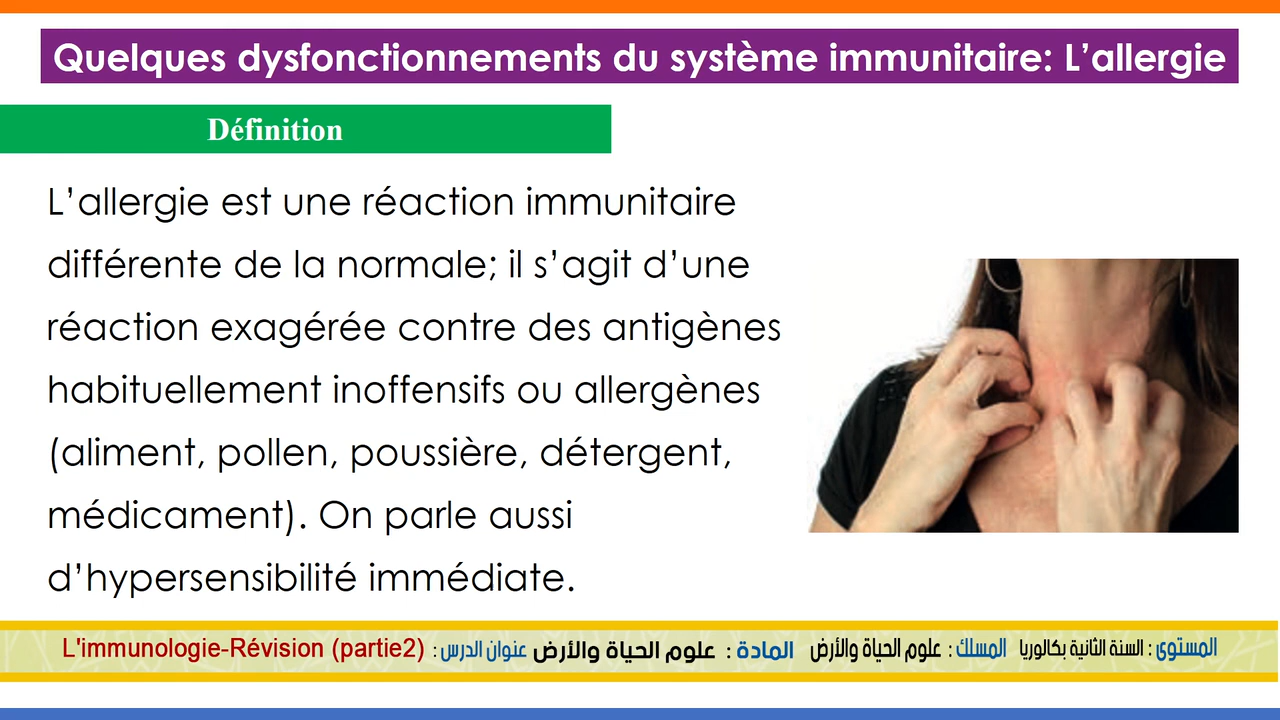 Quelques dysfonctionnements du système immunitaire: L’allergie
Définition
L’allergie est une réaction immunitaire
différente de la normale; il s’agit d’une
réaction exagérée contre des antigènes
habituellement inoffensifs ou allergènes
(aliment, pollen, poussière, détergent,
médicament). On parle aussi
d’hypersensibilité immédiate.
المستوى : السنة الثانية بكالوريا المسلك : علوم الحياة والأرض المادة : علوم الحياة والأرض عنوان الدرس : L'immunologie-Révision (partie2)